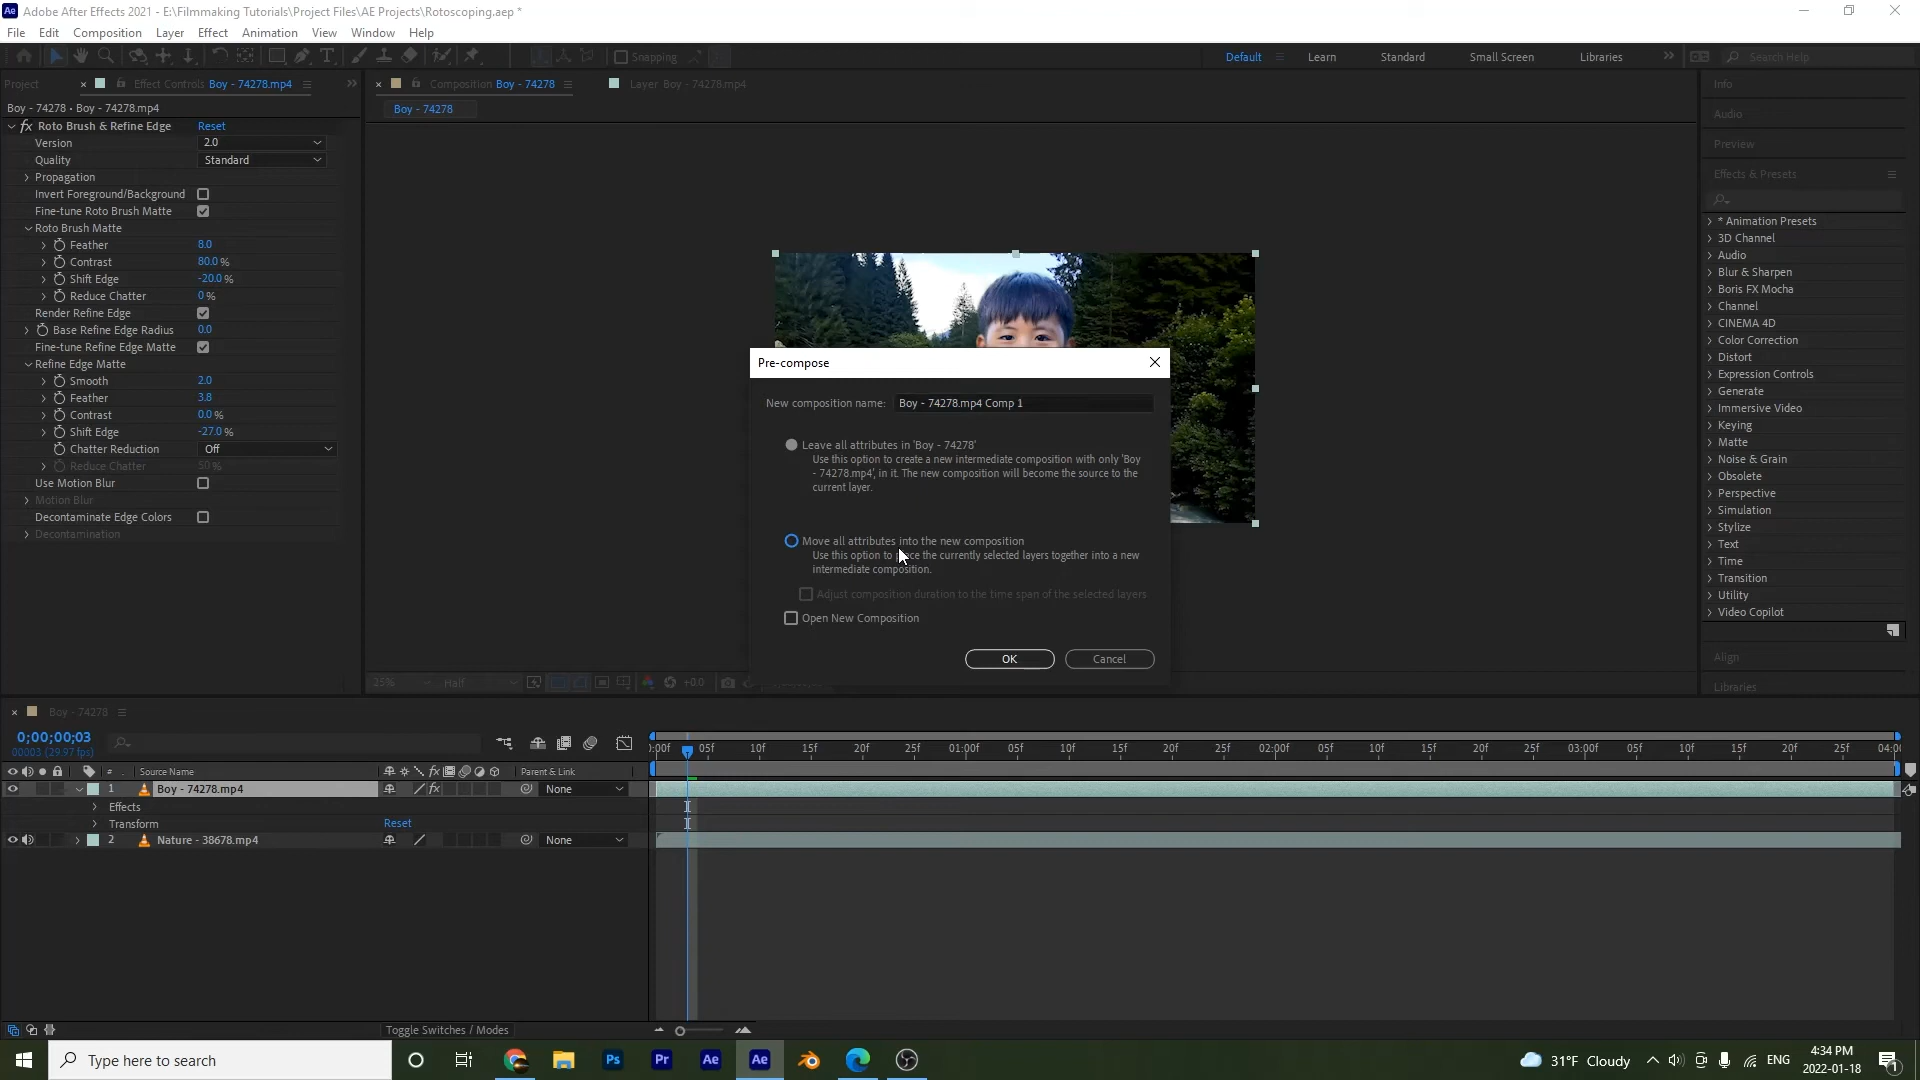 Adobe After Effects 2021 - E:\Filmmaking Tutorials\Project Files\AE Projects\Rotoscoping.aep *
File Edit Composition Layer Effect Animation View Window Help
Snapping
Default Learn Standard Small Screen Libraries Search Help
Project Effect Controls Boy - 74278.mp4
Composition Boy - 74278 Layer Boy - 74278.mp4
Boy - 74278 • Boy - 74278.mp4
Boy - 74278
fx Roto Brush & Refine Edge Reset
Version 2.0
Quality Standard
Propagation
Invert Foreground/Background
Fine-tune Roto Brush Matte
Roto Brush Matte
Feather 8.0
Contrast 80.0 %
Shift Edge -20.0 %
Reduce Chatter 0 %
Render Refine Edge
Base Refine Edge Radius 0.0
Fine-tune Refine Edge Matte
Refine Edge Matte
Smooth 2.0
Feather 3.8
Contrast 0.0 %
Shift Edge -27.0 %
Chatter Reduction Off
Reduce Chatter 50 %
Use Motion Blur
Motion Blur
Decontaminate Edge Colors
Decontamination
Pre-compose
New composition name: Boy - 74278.mp4 Comp 1
Leave all attributes in 'Boy - 74278'
Use this option to create a new intermediate composition with only 'Boy
- 74278.mp4', in it. The new composition will become the source to the
current layer.
Move all attributes into the new composition
Use this option to place the currently selected layers together into a new
intermediate composition.
Adjust composition duration to the time span of the selected layers
Open New Composition
OK Cancel
25% Half +0.0
Info
Audio
Preview
Effects & Presets
* Animation Presets
3D Channel
Audio
Blur & Sharpen
Boris FX Mocha
Channel
CINEMA 4D
Color Correction
Distort
Expression Controls
Generate
Immersive Video
Keying
Matte
Noise & Grain
Obsolete
Perspective
Simulation
Stylize
Text
Time
Transition
Utility
Video Copilot
Align
Libraries
Boy - 74278
0;00;00;03
00003 (29.97 fps)
:00f 05f 10f 15f 20f 25f 01:00f 05f 10f 15f 20f 25f 02:00f 05f 10f 15f 20f 25f 03:00f 05f 10f 15f 20f 25f 04:00
# Source Name fx Parent & Link
1 Boy - 74278.mp4 fx None
Effects
Transform Reset
2 Nature - 38678.mp4 None
Toggle Switches / Modes
Type here to search
Ps Pr Ae Ae
31°F Cloudy ENG
4:34 PM
2022-01-18
1